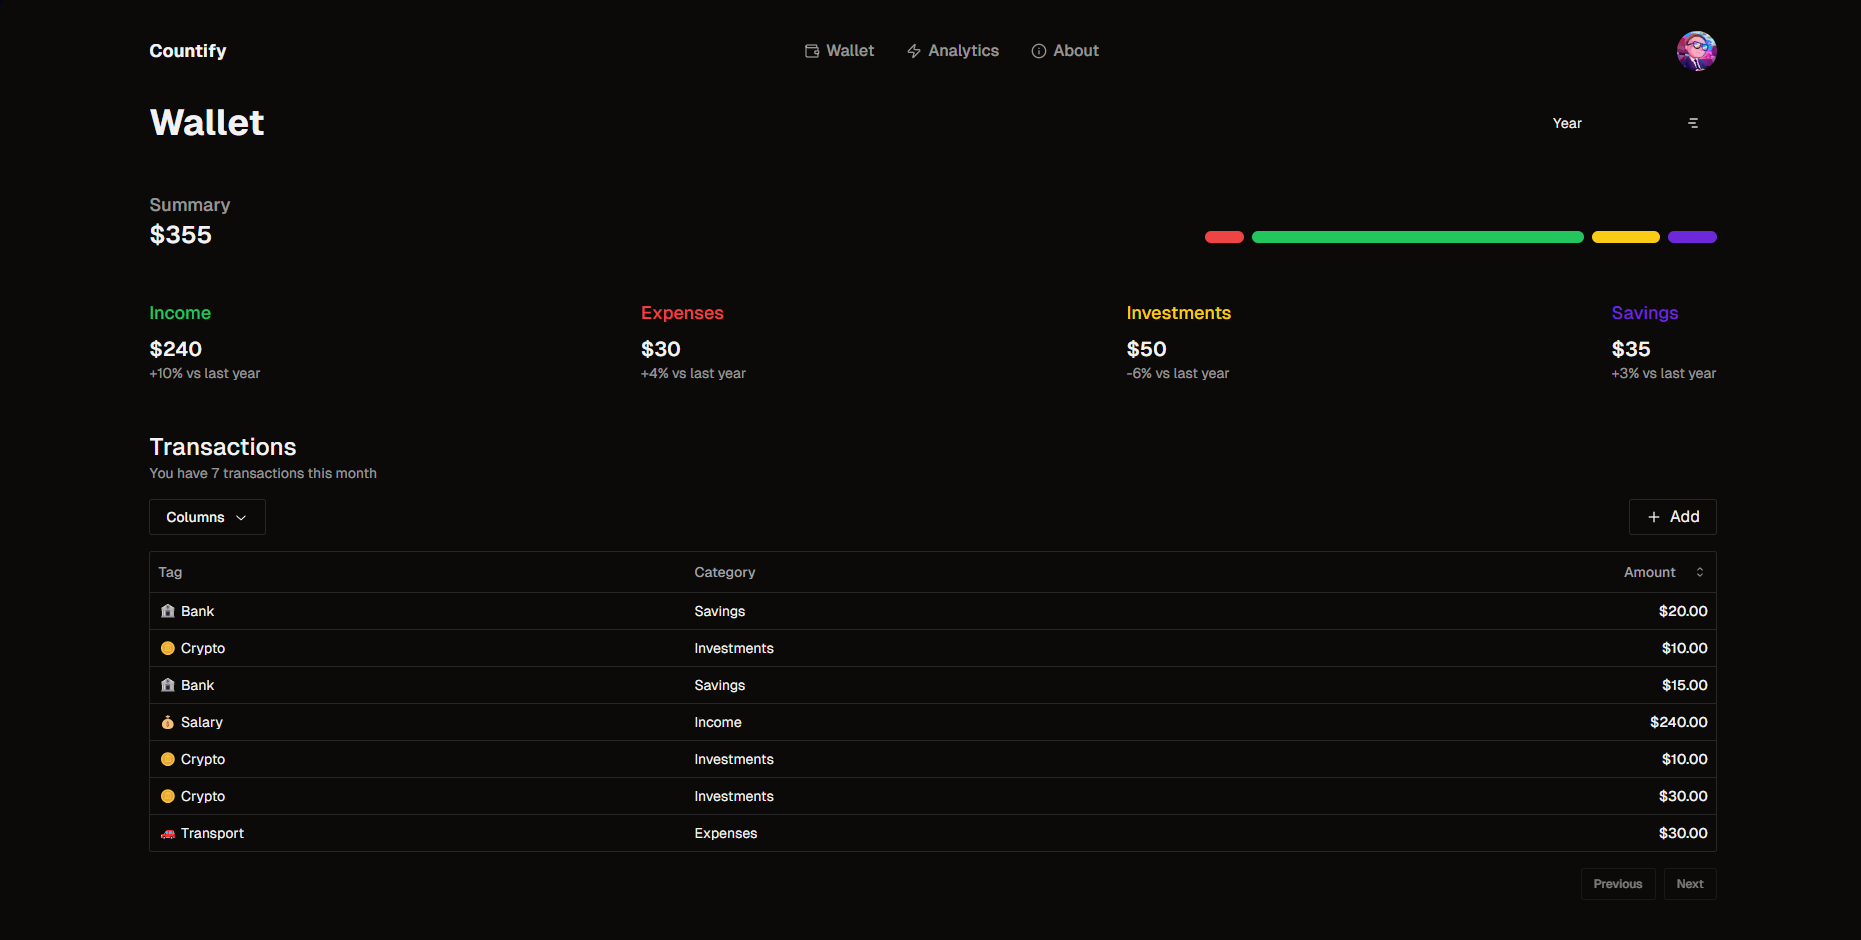 Countify
Wallet
Analytics
About
Wallet
Year
Summary
$355
Income
$240
+10% vs last year
Expenses
$30
+4% vs last year
Investments
$50
-6% vs last year
Savings
$35
+3% vs last year
Transactions
You have 7 transactions this month
Columns
Add
Tag Category Amount
Bank Savings $20.00
Crypto Investments $10.00
Bank Savings $15.00
Salary Income $240.00
Crypto Investments $10.00
Crypto Investments $30.00
Transport Expenses $30.00
Previous Next